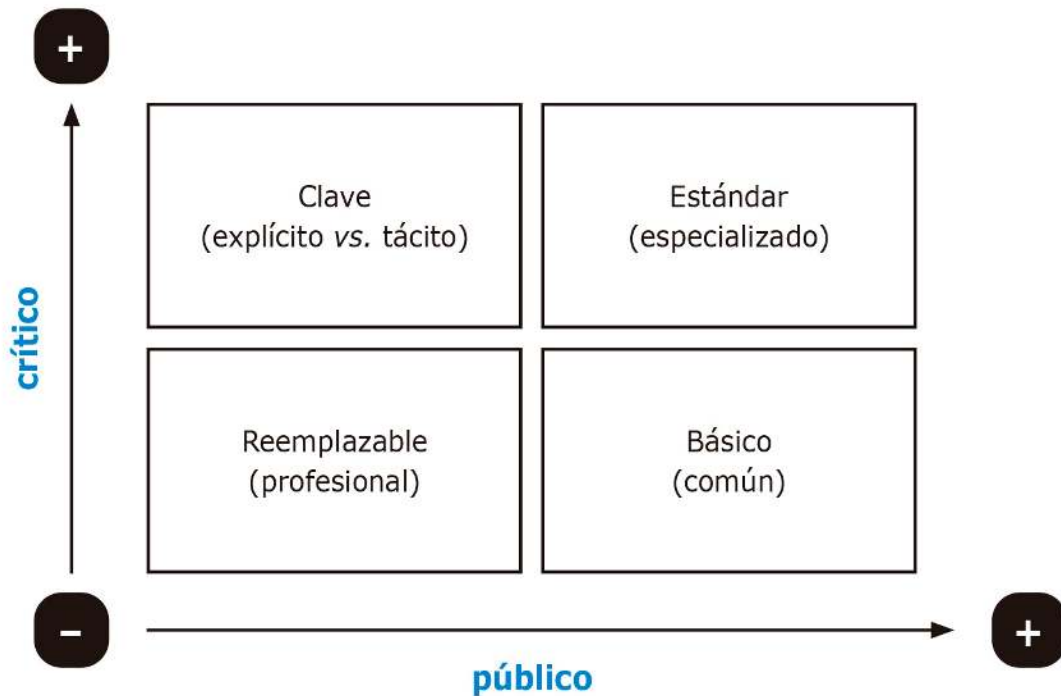 +
Clave
(explícito vs. tácito)
Estándar
(especializado)
crítico
Reemplazable
(profesional)
Básico
(común)
–
+
público